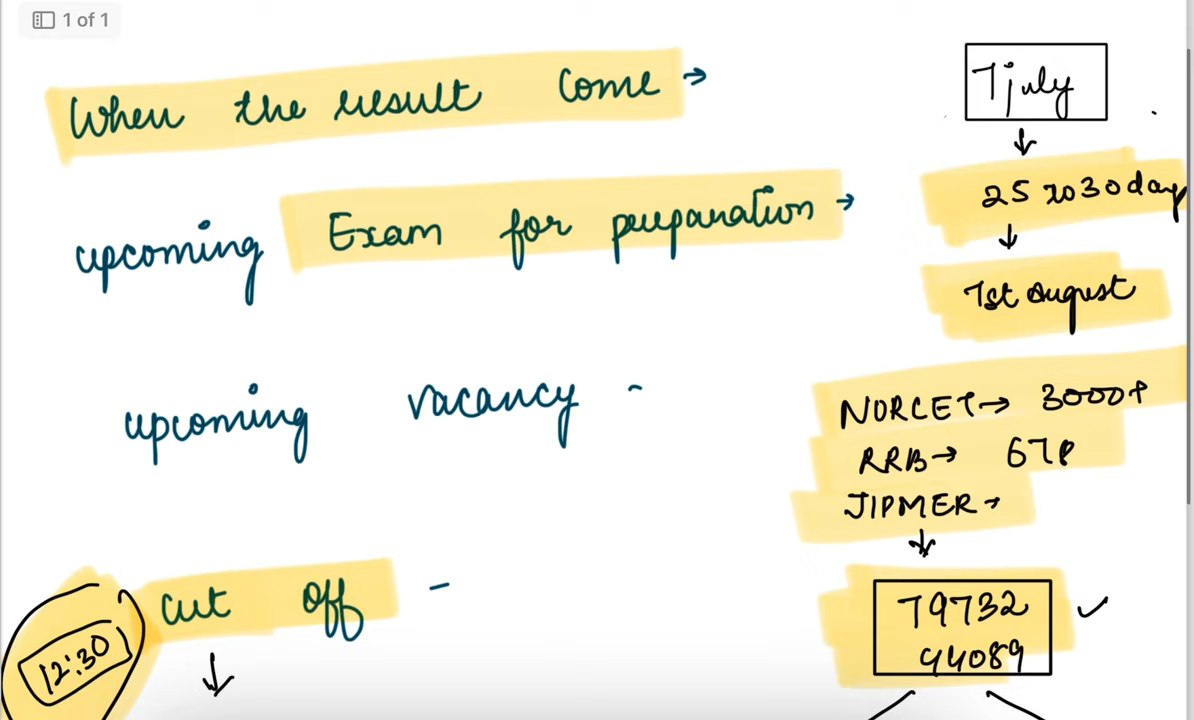 1 of 1
When the result come →
upcoming Exam for preparation →
upcoming vacancy -
cut off -
↓
12:30
7 july
↓
25 to 30 day
↓
1st August
NORCET → 3000+
RRB →
JIPMER →
↓
79732
44089